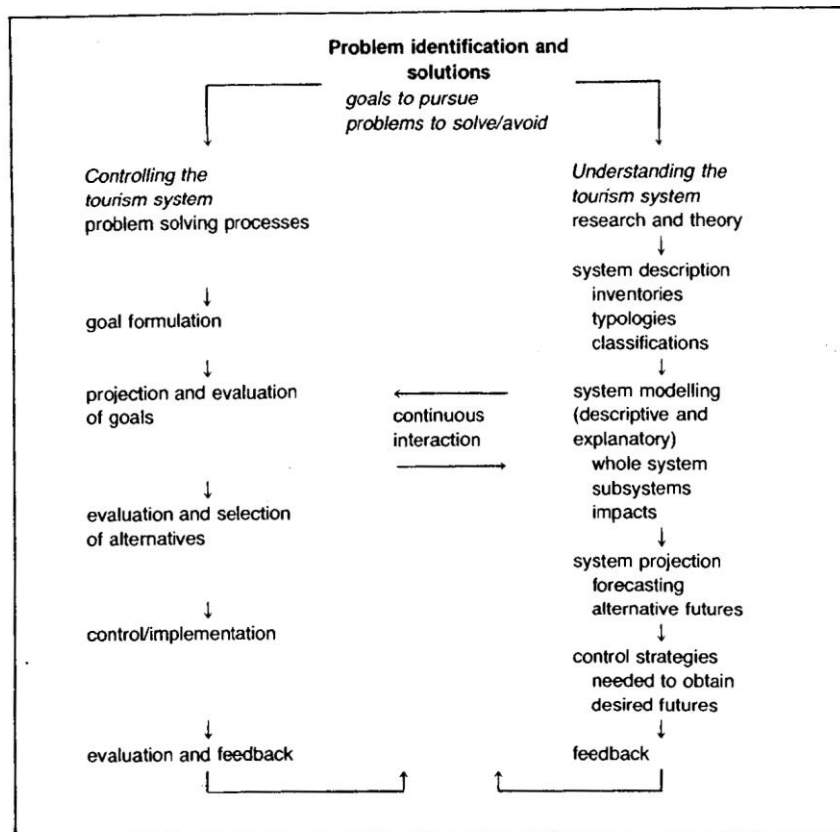 Problem identification and
solutions
goals to pursue
problems to solve/avoid
Controlling the
tourism system
problem solving processes
goal formulation
projection and evaluation
of goals
evaluation and selection
of alternatives
control/implementation
evaluation and feedback
continuous
interaction
Understanding the
tourism system
research and theory
system description
inventories
typologies
classifications
system modelling
(descriptive and
explanatory)
whole system
subsystems
impacts
system projection
forecasting
alternative futures
control strategies
needed to obtain
desired futures
feedback